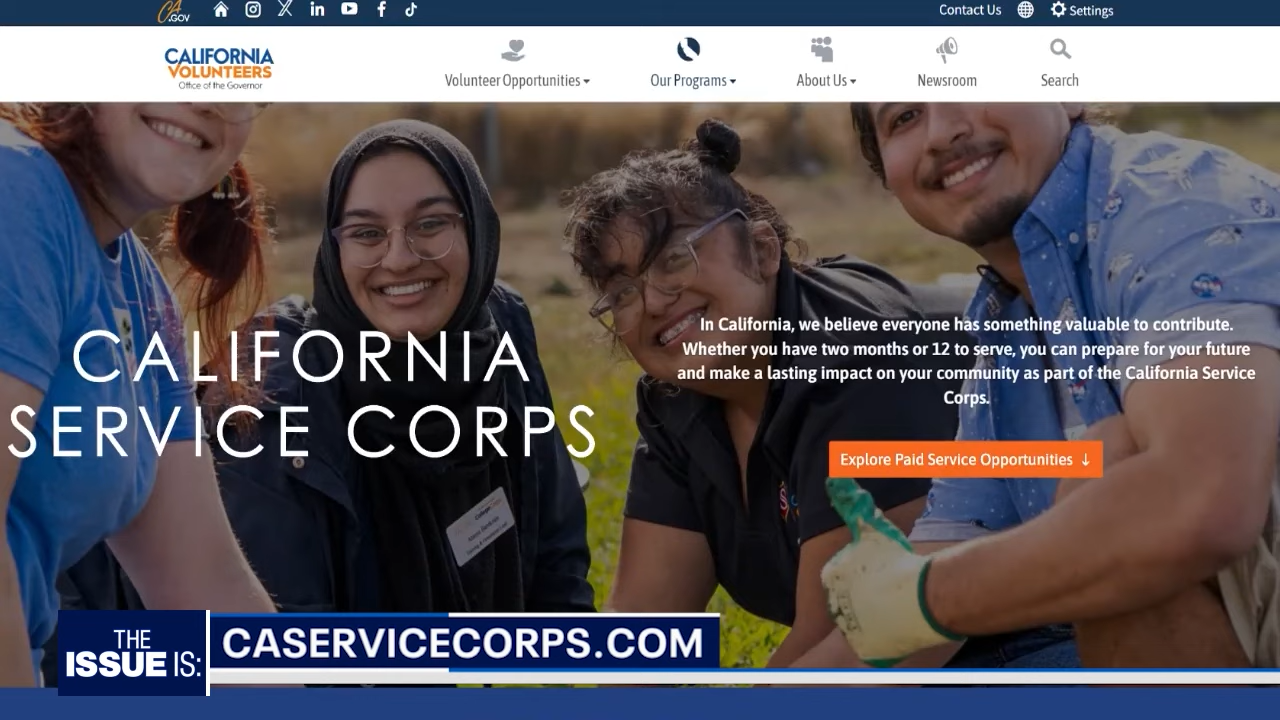 CA.GOV
Contact Us
Settings
CALIFORNIA
VOLUNTEERS
Office of the Governor
Volunteer Opportunities
Our Programs
About Us
Newsroom
Search
CALIFORNIA
SERVICE CORPS
In California, we believe everyone has something valuable to contribute.
Whether you have two months or 12 to serve, you can prepare for your future
and make a lasting impact on your community as part of the California Service
Corps.
Explore Paid Service Opportunities ↓
THE
ISSUE IS:
CASERVICECORPS.COM